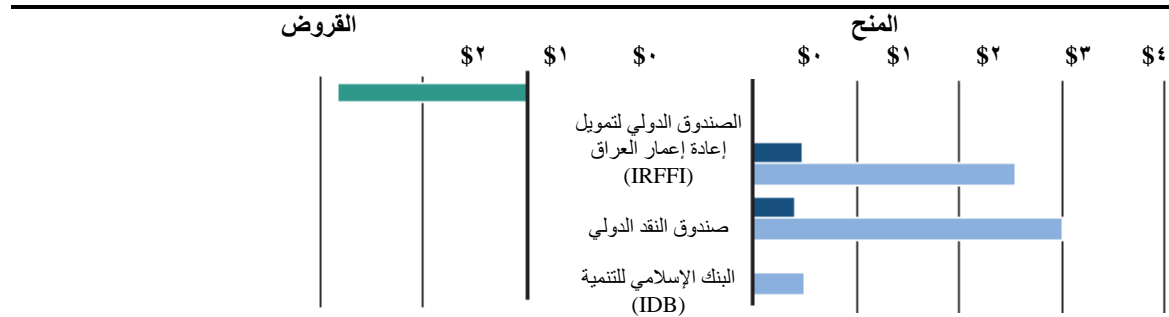 المنح
القروض
$٠ $١ $٢ $٣ $٤
$٠ $١ $٢
الصندوق الدولي لتمويل
إعادة إعمار العراق
(IRFFI)
صندوق النقد الدولي
البنك الإسلامي للتنمية
(IDB)